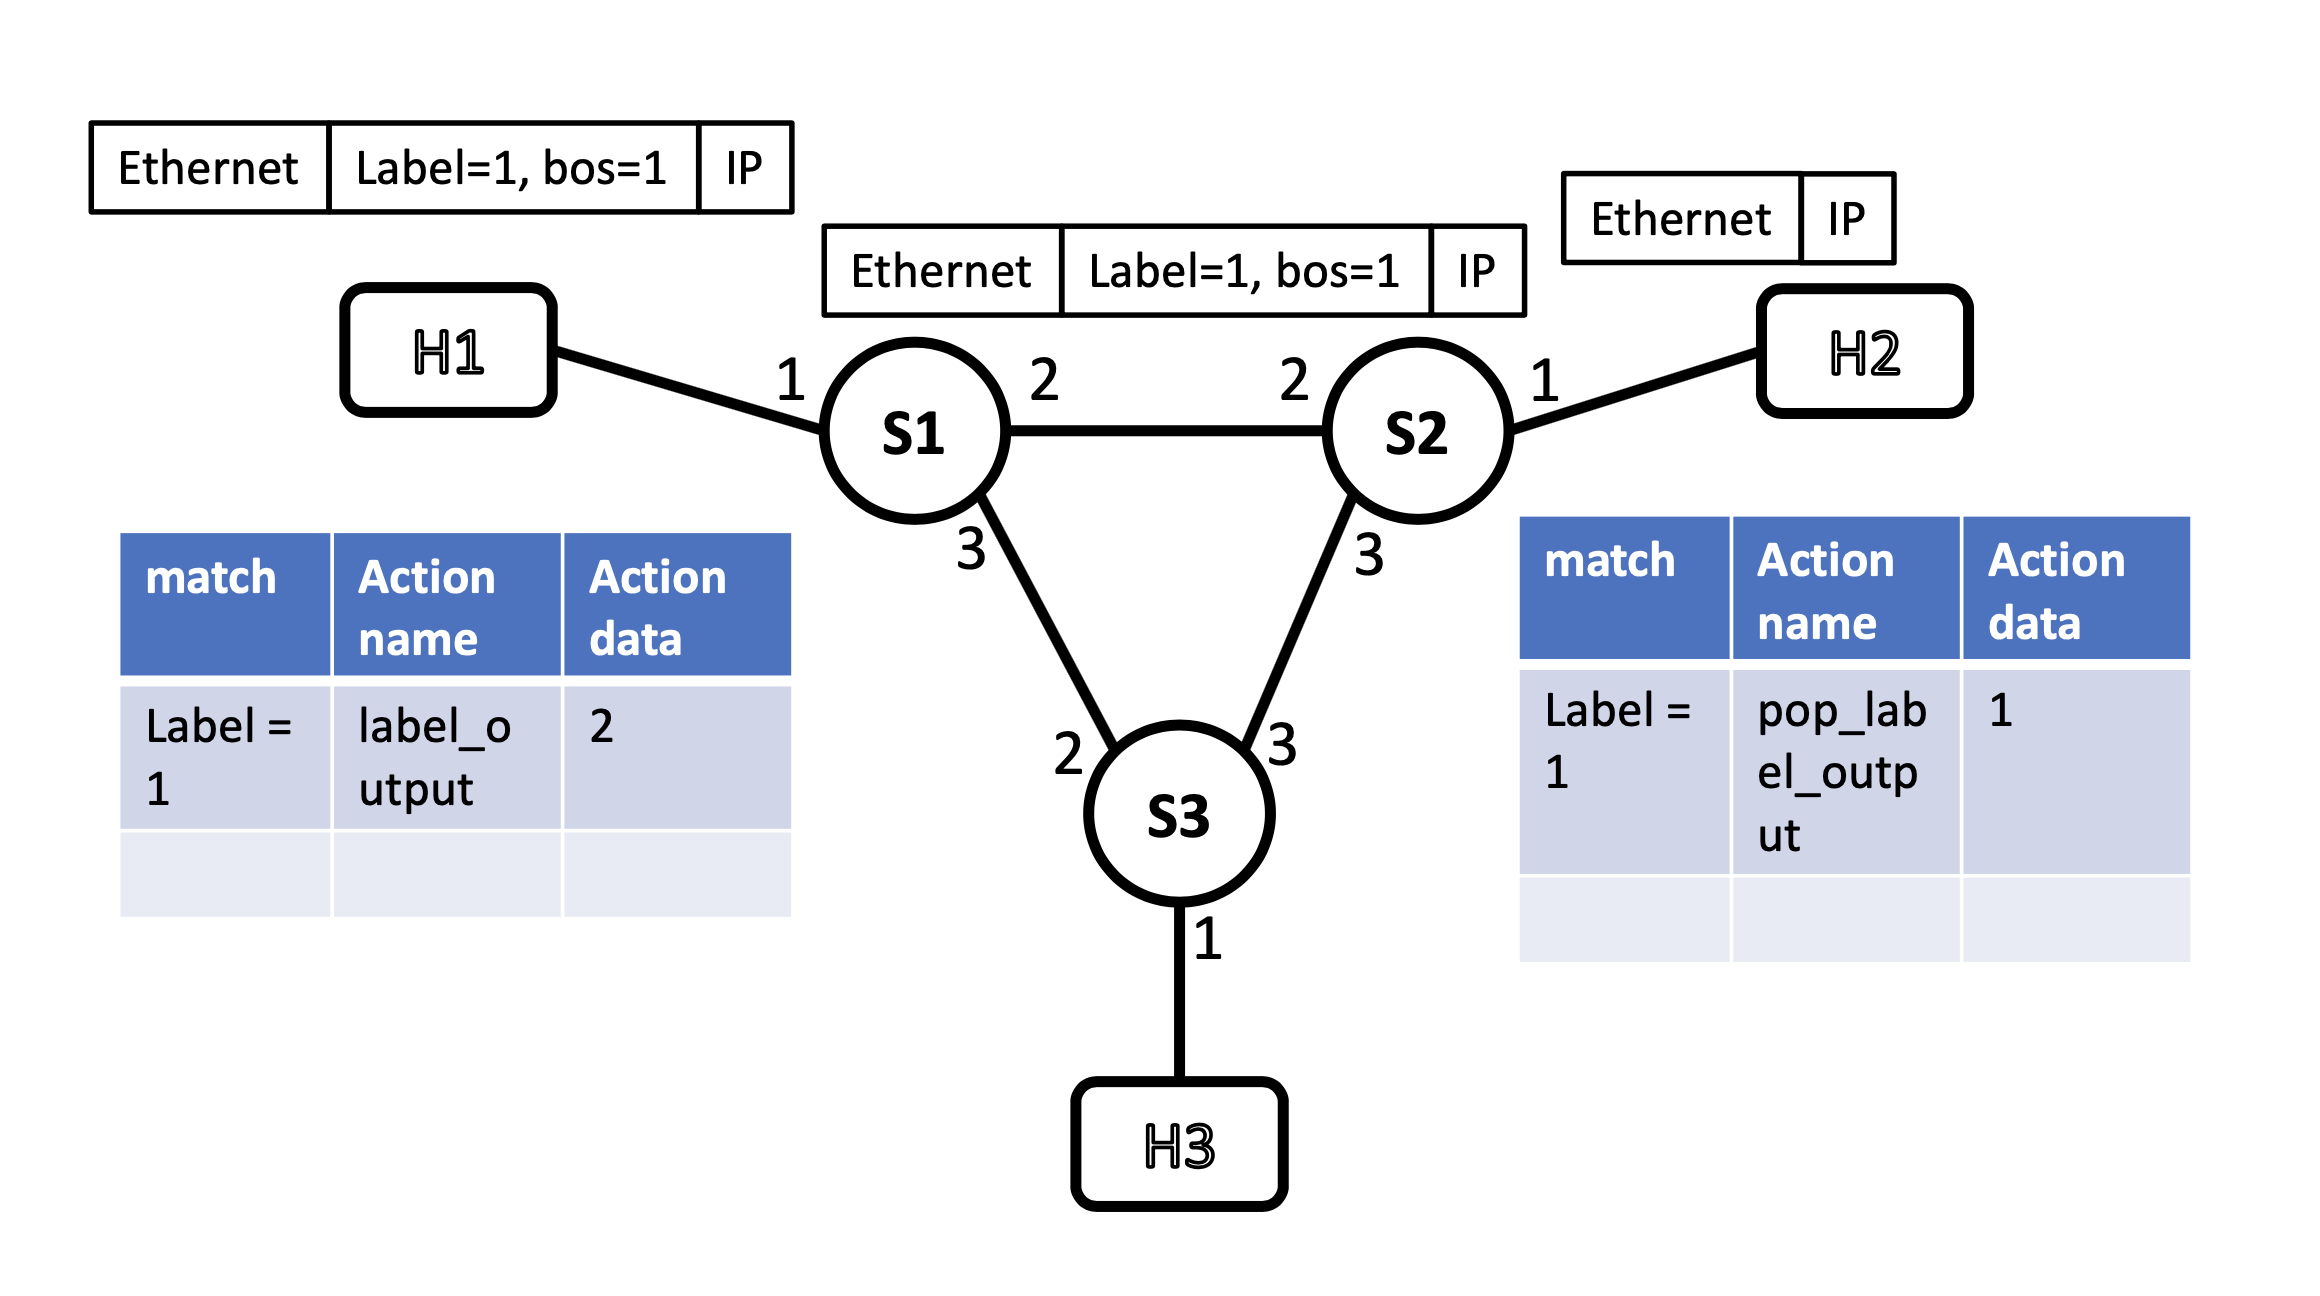 Ethernet Label=1, bos=1 IP
Ethernet IP
Ethernet Label=1, bos=1 IP
H1
H2
1
2
2
1
S1
S2
3
3
match Action name Action data
Label = 1 label_output 2
match Action name Action data
Label = 1 pop_label_output 1
2
3
S3
1
H3